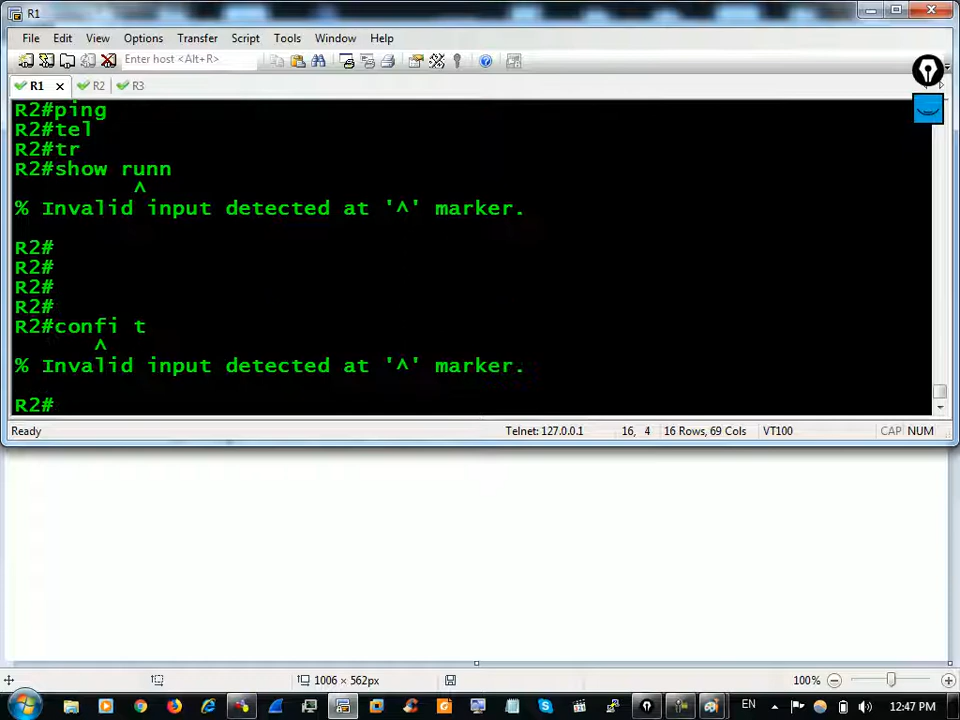 R1
File Edit View Options Transfer Script Tools Window Help
Enter host <Alt+R>
R1 x R2 R3
R2#ping
R2#tel
R2#tr
R2#show runn
^
% Invalid input detected at '^' marker.
R2#
R2#
R2#
R2#
R2#confi t
^
% Invalid input detected at '^' marker.
R2#
Ready Telnet: 127.0.0.1 16, 4 16 Rows, 69 Cols VT100 CAP NUM
1006 × 562px 100%
EN 12:47 PM